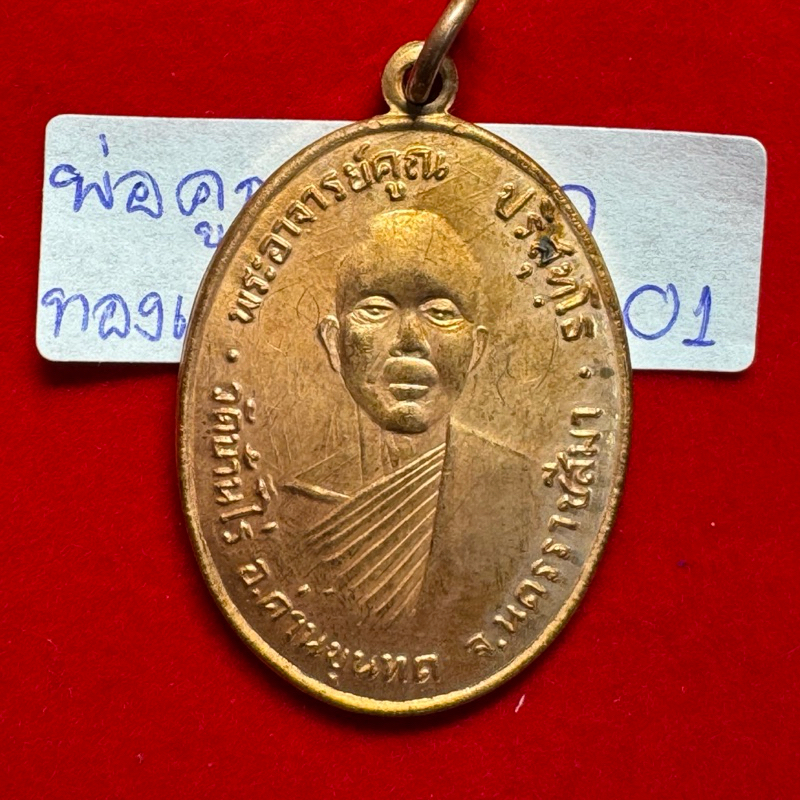 พ่อคูณ
ทองแ 01
พระอาจารย์คูณ ปริสุทฺโธ
• วัดบ้านไร่ อ.ด่านขุนทด จ.นครราชสีมา •